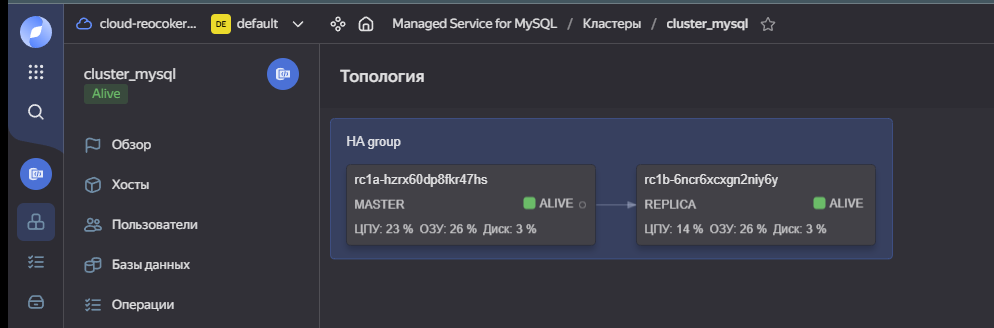 cloud-reocoker... DE default Managed Service for MySQL / Кластеры / cluster_mysql
cluster_mysql
Alive
Обзор
Хосты
Пользователи
Базы данных
Операции
Топология
HA group
rc1a-hzrx60dp8fkr47hs
MASTER ALIVE
ЦПУ: 23 % ОЗУ: 26 % Диск: 3 %
rc1b-6ncr6xcxgn2niy6y
REPLICA ALIVE
ЦПУ: 14 % ОЗУ: 26 % Диск: 3 %